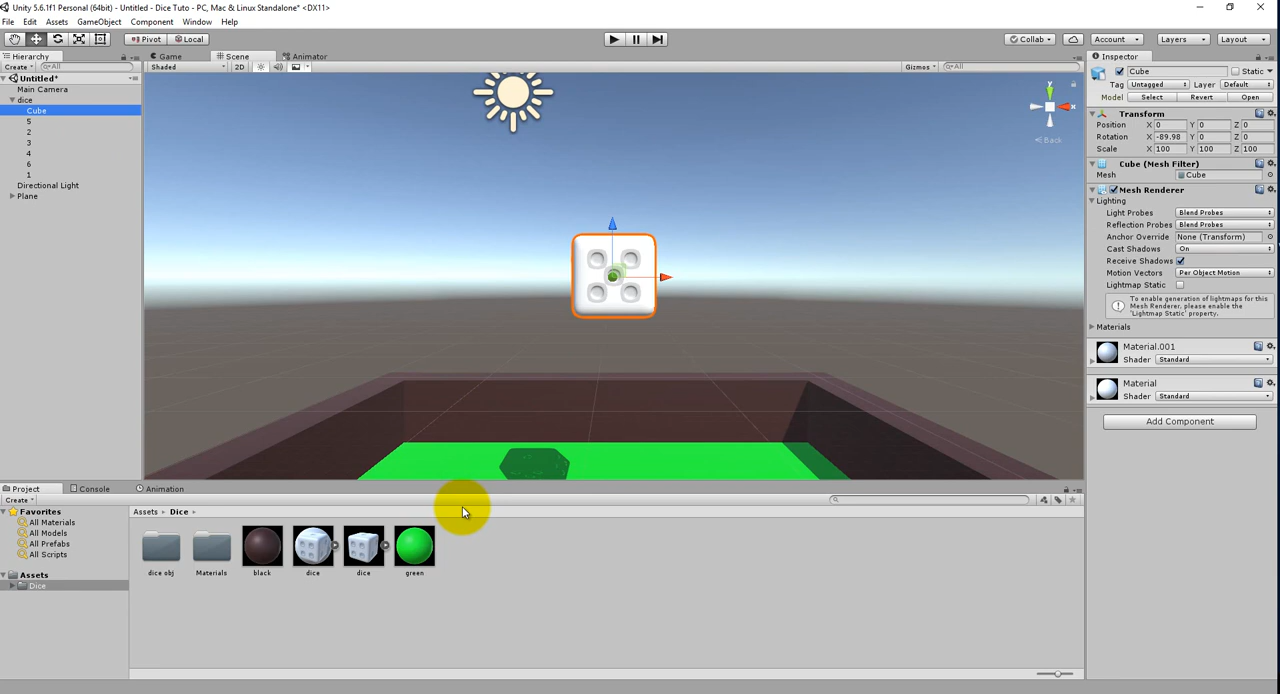 Unity 5.6.1f1 Personal (64bit) - Untitled - Dice Tuto - PC, Mac & Linux Standalone* <DX11>
File Edit Assets GameObject Component Window Help
Pivot Local Collab Account Layers Layout
Hierarchy Game Scene Animator Inspector
Create All Shaded 2D Gizmos All Cube Static
Untitled* Tag Untagged Layer Default
Main Camera
dice Model Select Revert Open
Cube Transform
5 Position X 0 Y 0 Z 0
2 Rotation X -89.98 Y 0 Z 0
3 Scale X 100 Y 100 Z 100
4
6 Cube (Mesh Filter)
1 Mesh Cube
Directional Light Mesh Renderer
Plane Lighting
y
x
Back
Light Probes Blend Probes
Reflection Probes Blend Probes
Anchor Override None (Transform)
Cast Shadows On
Receive Shadows
Motion Vectors Per Object Motion
Lightmap Static
To enable generation of lightmaps for this
Mesh Renderer, please enable the
'Lightmap Static' property.
Materials
Material.001
Shader Standard
Material
Shader Standard
Add Component
Project Console Animation
Create
Favorites Assets Dice
All Materials
All Models
All Prefabs
All Scripts
Assets
Dice
dice obj Materials black dice dice green